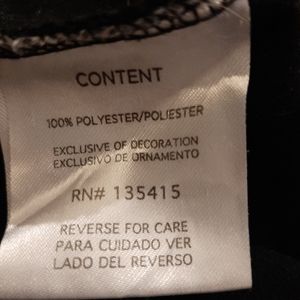 CONTENT
100% POLYESTER/POLIESTER
EXCLUSIVE OF DECORATION
EXCLUSIVO DE ORNAMENTO
RN# 135415
REVERSE FOR CARE
PARA CUIDADO VER
LADO DEL REVERSO